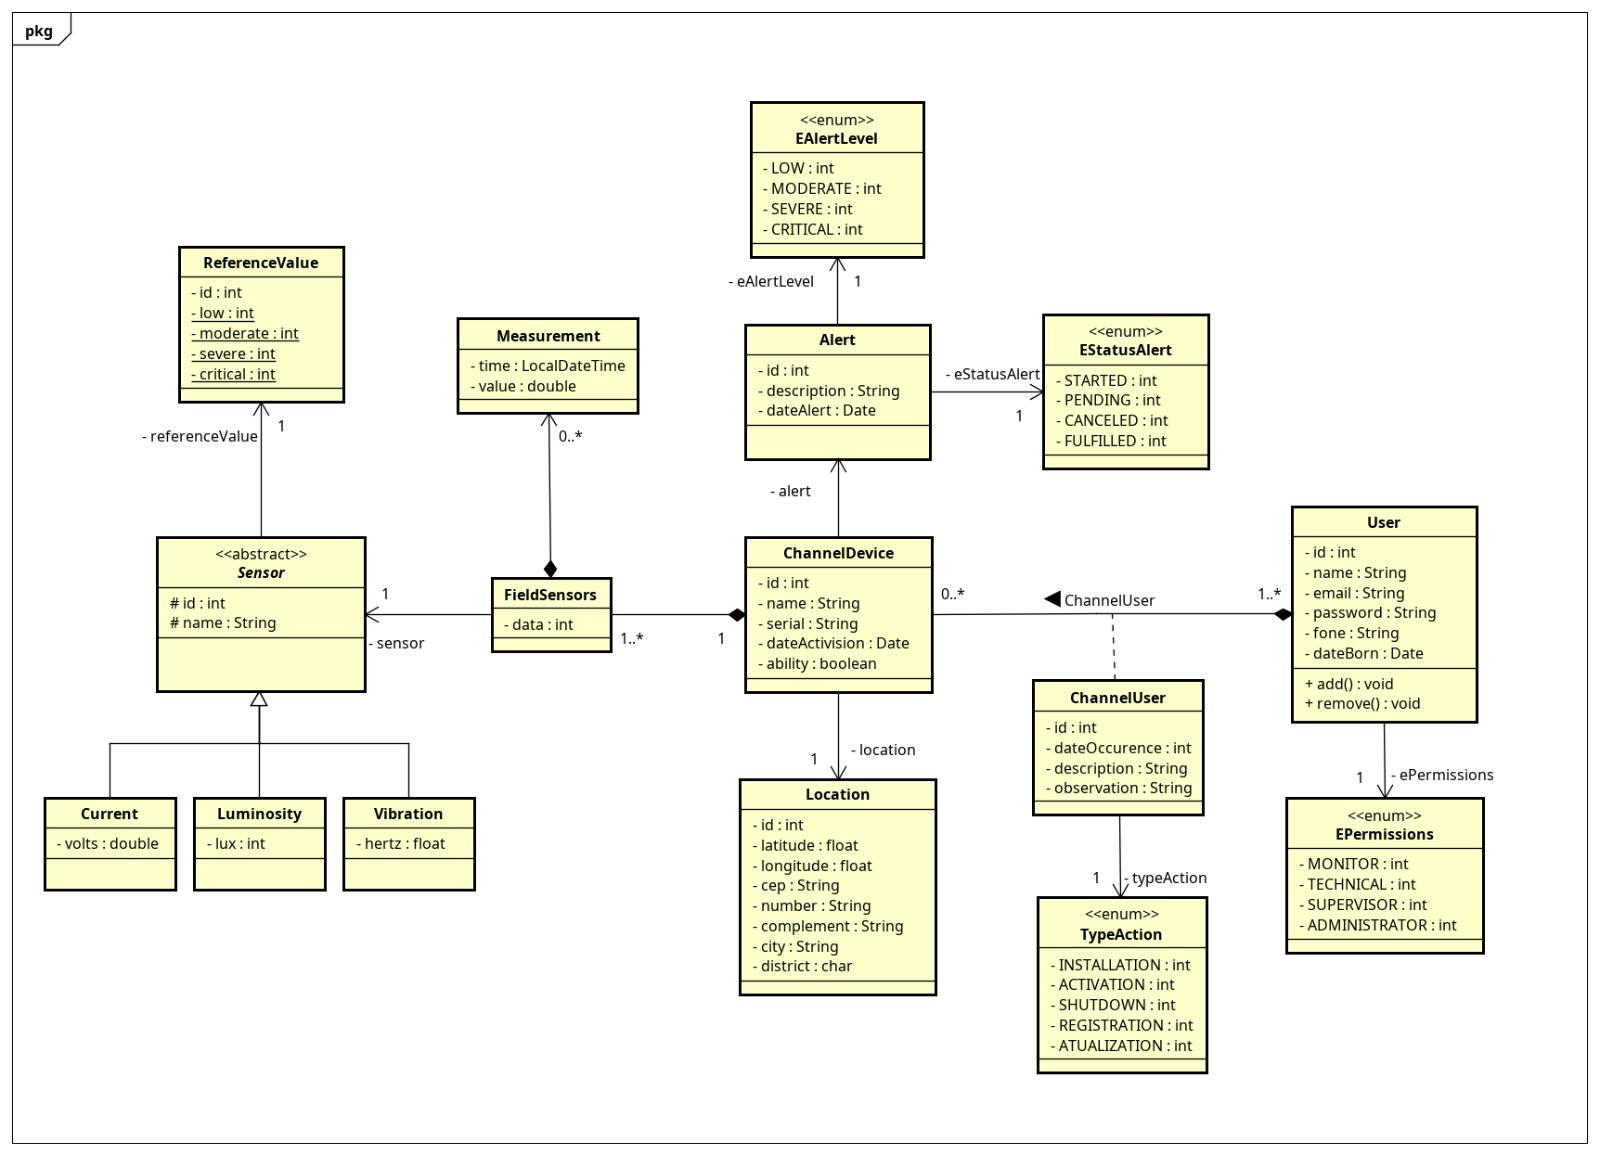 pkg
<<enum>>
EAlertLevel
- LOW : int
- MODERATE : int
- SEVERE : int
- CRITICAL : int
- eAlertLevel
1
ReferenceValue
- id : int
- low : int
- moderate : int
- severe : int
- critical : int
1
- referenceValue
Measurement
- time : LocalDateTime
- value : double
0..*
Alert
- id : int
- description : String
- dateAlert : Date
- eStatusAlert
1
<<enum>>
EStatusAlert
- STARTED : int
- PENDING : int
- CANCELED : int
- FULFILLED : int
- alert
<<abstract>>
Sensor
# id : int
# name : String
1
- sensor
FieldSensors
- data : int
1..*
1
ChannelDevice
- id : int
- name : String
- serial : String
- dateActivision : Date
- ability : boolean
0..*
ChannelUser
1..*
User
- id : int
- name : String
- email : String
- password : String
- fone : String
- dateBorn : Date
+ add() : void
+ remove() : void
ChannelUser
- id : int
- dateOccurence : int
- description : String
- observation : String
1
- location
1
- ePermissions
Current
- volts : double
Luminosity
- lux : int
Vibration
- hertz : float
Location
- id : int
- latitude : float
- longitude : float
- cep : String
- number : String
- complement : String
- city : String
- district : char
1
- typeAction
<<enum>>
TypeAction
- INSTALLATION : int
- ACTIVATION : int
- SHUTDOWN : int
- REGISTRATION : int
- ATUALIZATION : int
<<enum>>
EPermissions
- MONITOR : int
- TECHNICAL : int
- SUPERVISOR : int
- ADMINISTRATOR : int